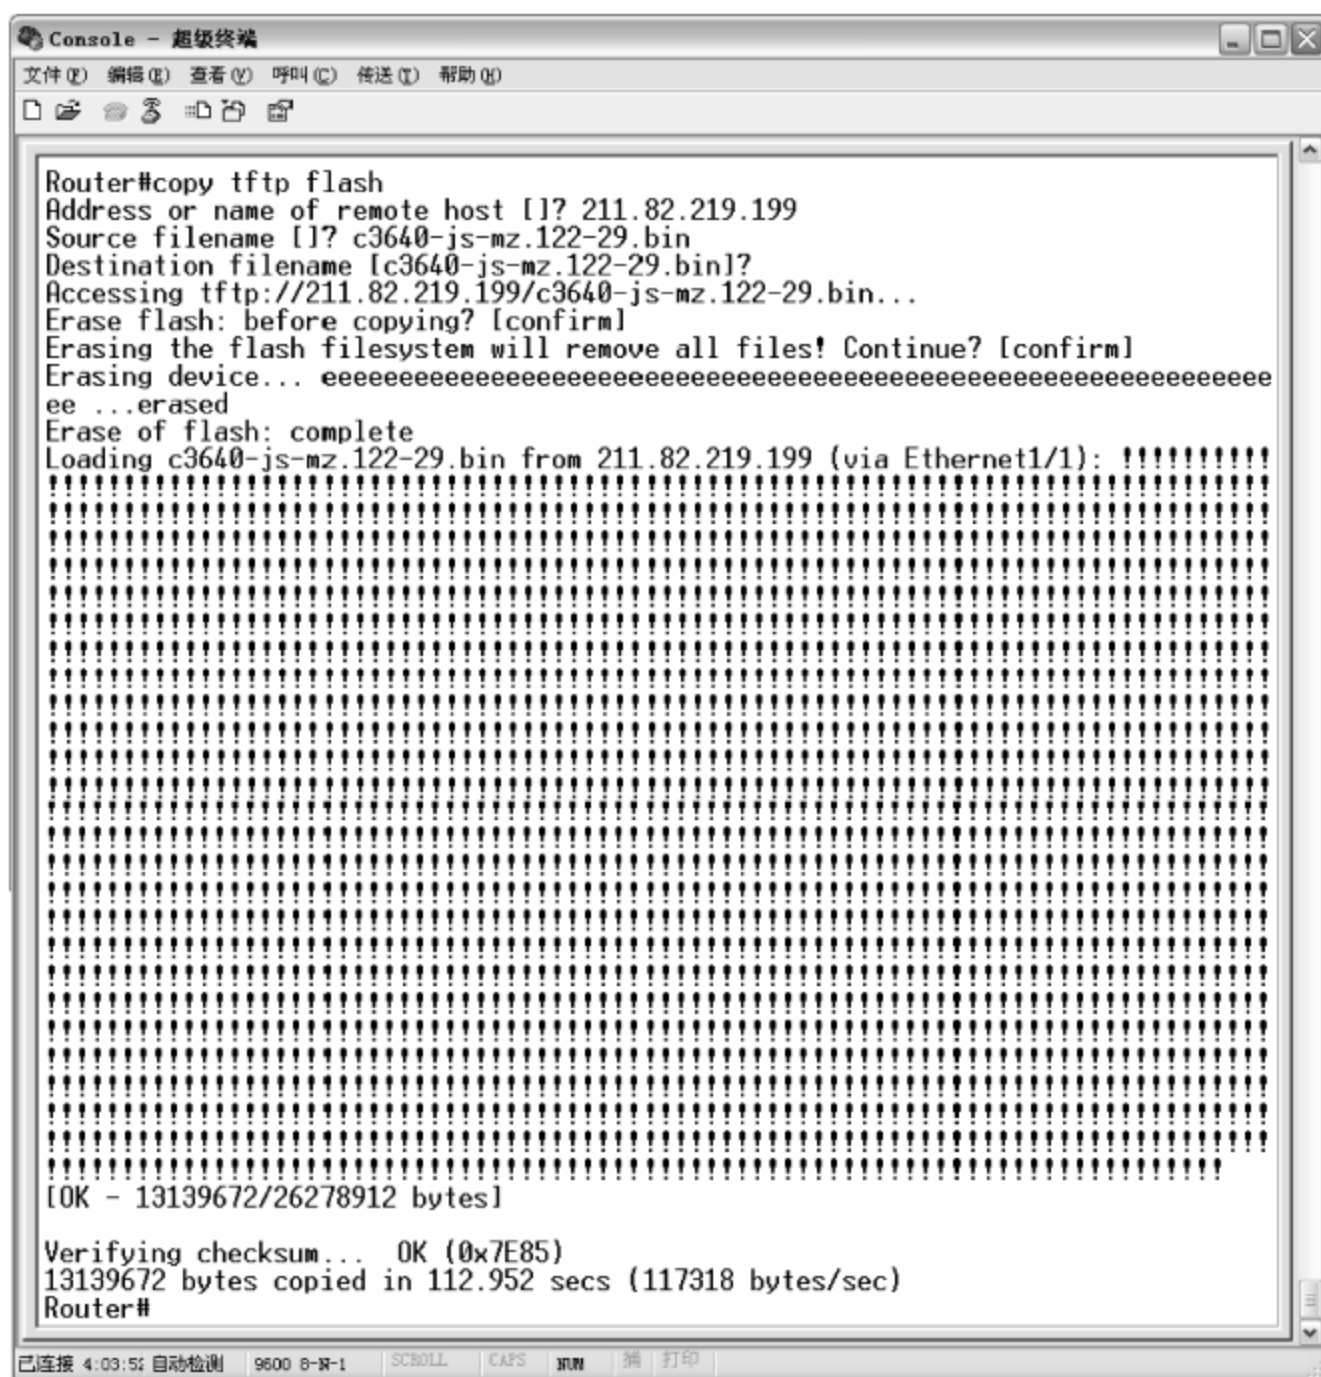 Console - 超级终端
文件(F) 编辑(E) 查看(V) 呼叫(C) 传送(T) 帮助(H)
Router#copy tftp flash
Address or name of remote host []? 211.82.219.199
Source filename []? c3640-js-mz.122-29.bin
Destination filename [c3640-js-mz.122-29.bin]?
Accessing tftp://211.82.219.199/c3640-js-mz.122-29.bin...
Erase flash: before copying? [confirm]
Erasing the flash filesystem will remove all files! Continue? [confirm]
Erasing device... eeeeeeeeeeeeeeeeeeeeeeeeeeeeeeeeeeeeeeeeeeeeeeeeeeeeeeeeeeeeee
ee ...erased
Erase of flash: complete
Loading c3640-js-mz.122-29.bin from 211.82.219.199 (via Ethernet1/1): !!!!!!!!!!
[OK - 13139672/26278912 bytes]
Verifying checksum...  OK (0x7E85)
13139672 bytes copied in 112.952 secs (117318 bytes/sec)
Router#
已连接 4:03:52 自动检测 9600 8-N-1 SCROLL CAPS NUM 捕 打印